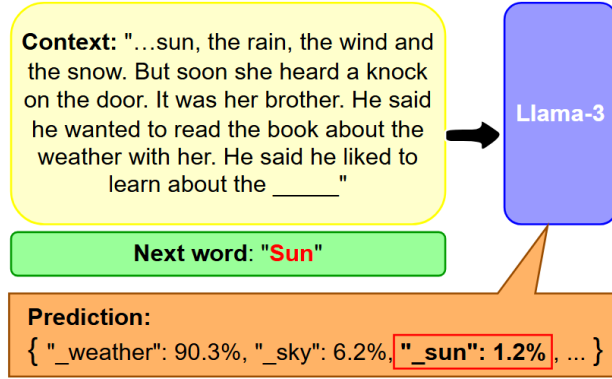 Context: "…sun, the rain, the wind and
the snow. But soon she heard a knock
on the door. It was her brother. He said
he wanted to read the book about the
weather with her. He said he liked to
learn about the _____"
Llama-3
Next word: "Sun"
Prediction:
{ "_weather": 90.3%, "_sky": 6.2%, "_sun": 1.2% , ... }